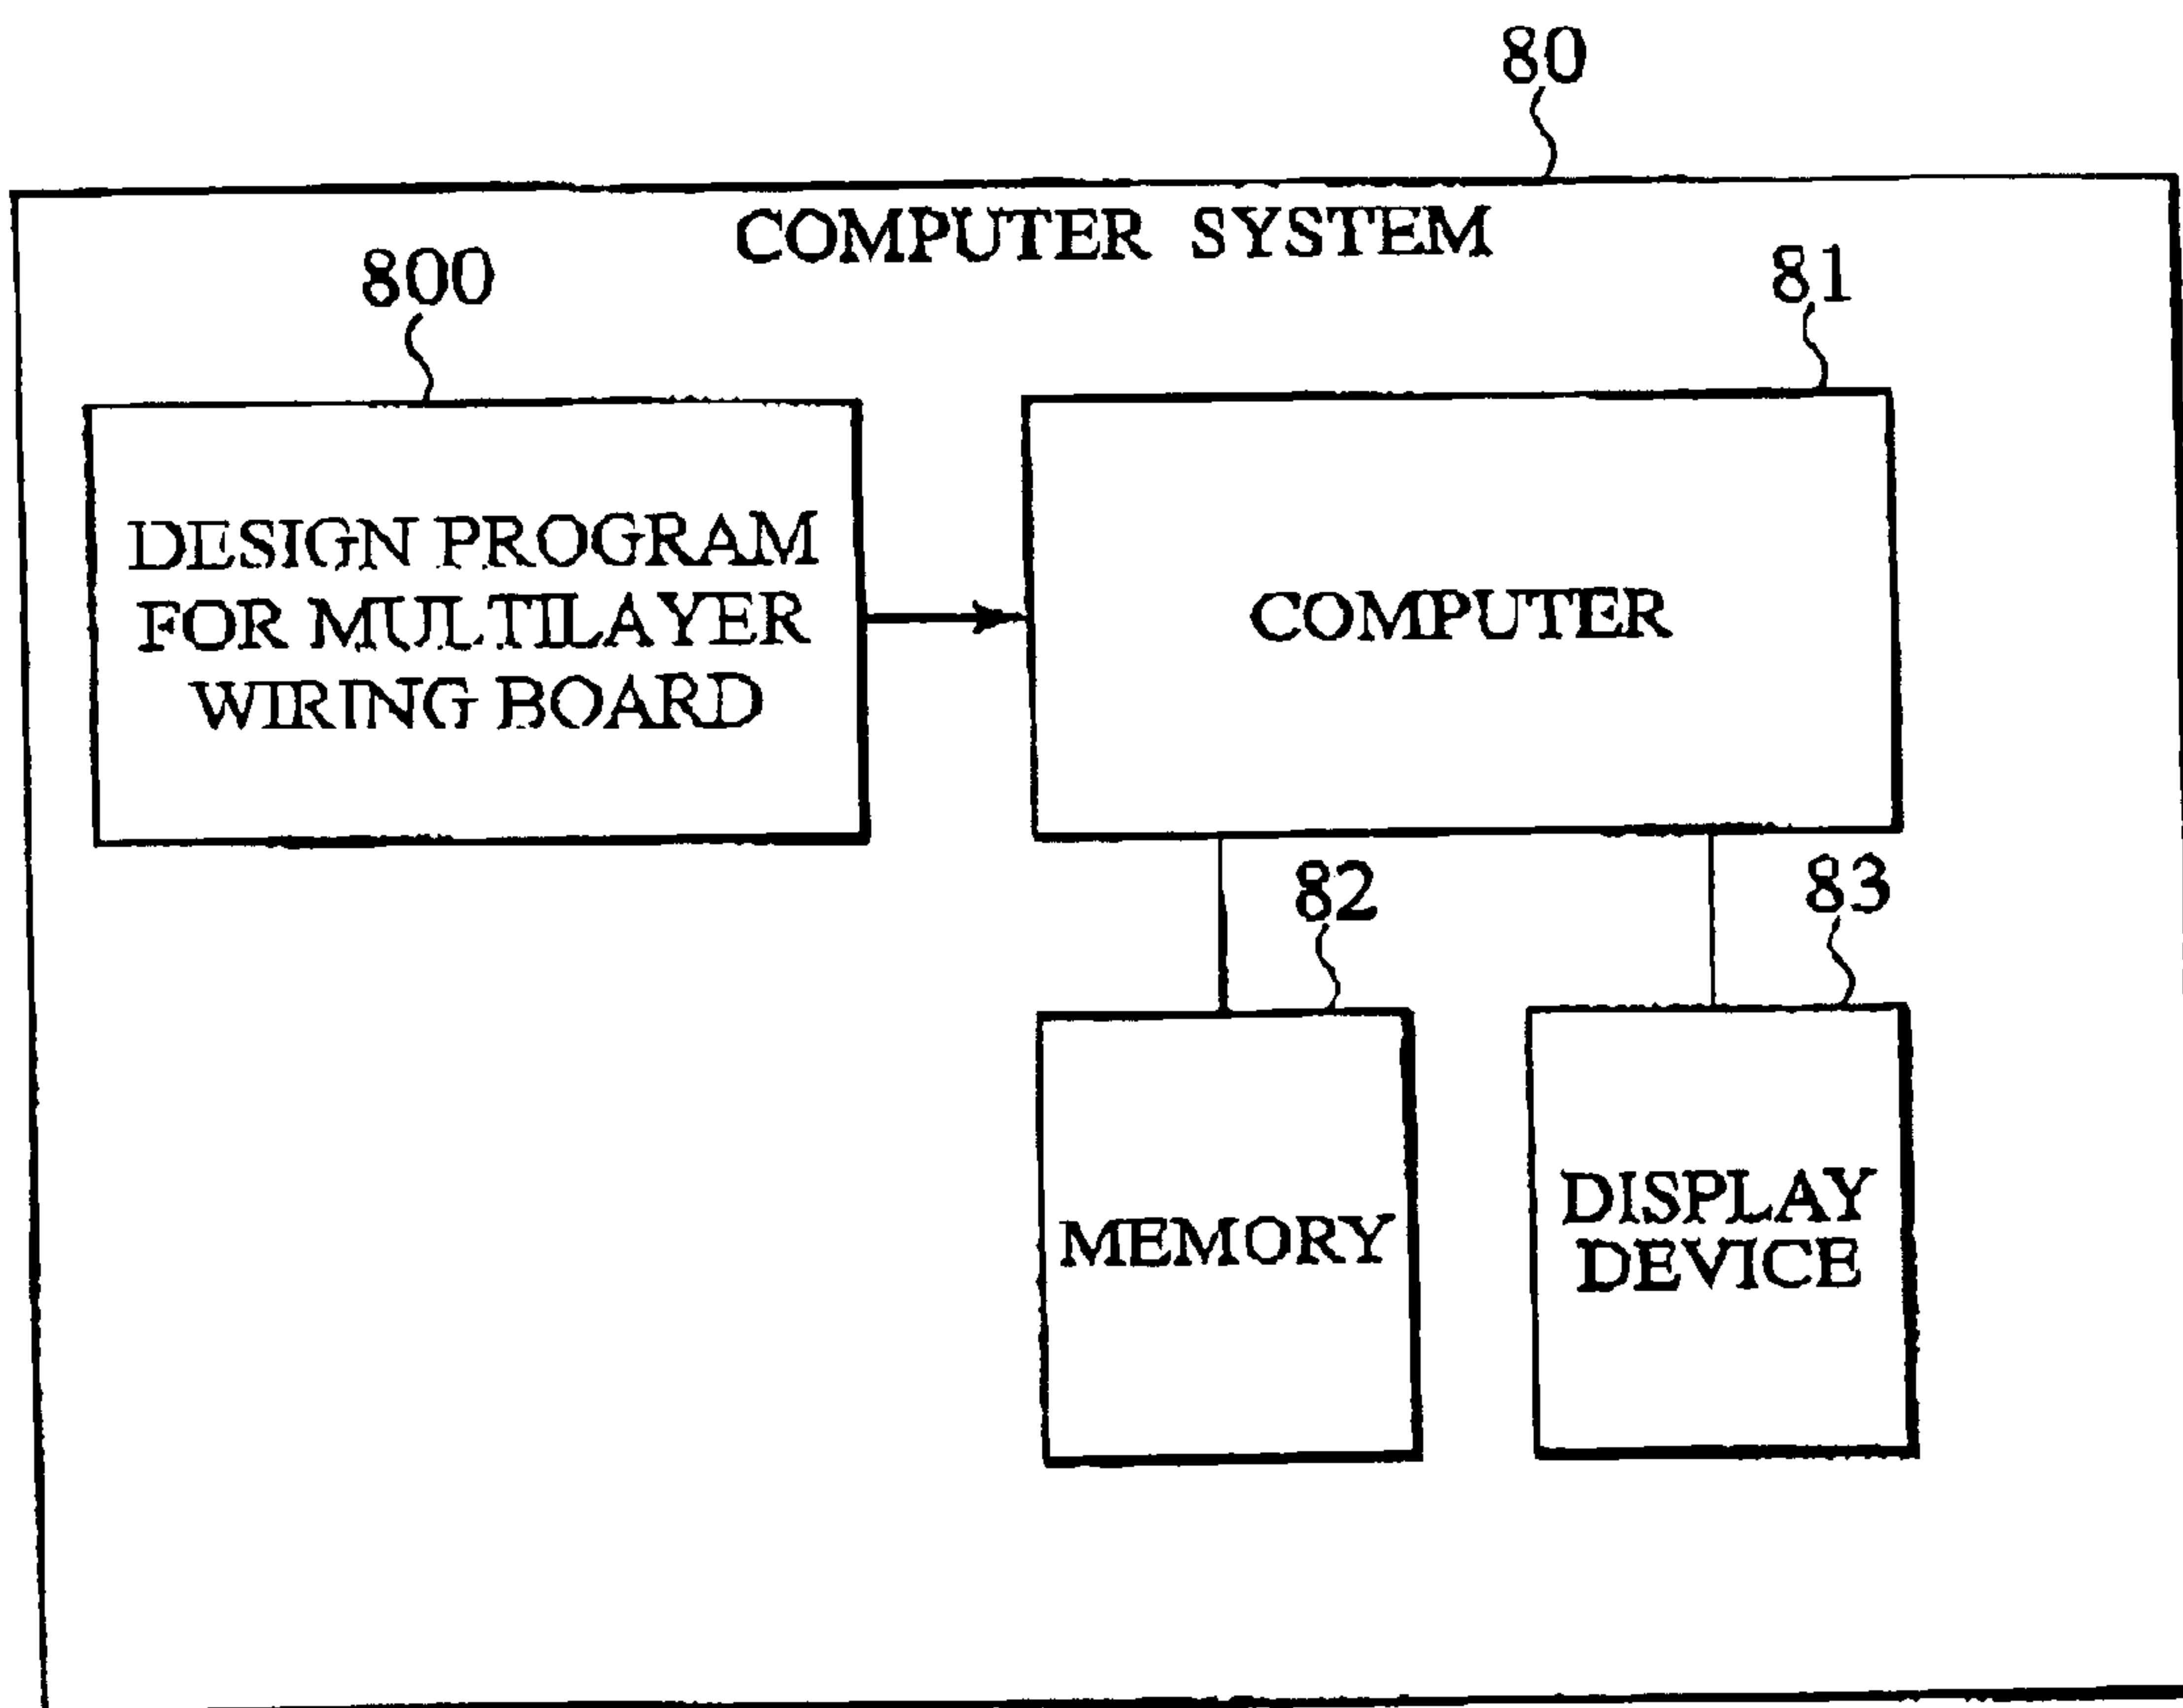 80
COMPUTER SYSTEM
800
81
DESIGN PROGRAM
FOR MULTILAYER
WIRING BOARD
COMPUTER
82
83
MEMORY
DISPLAY
DEVICE